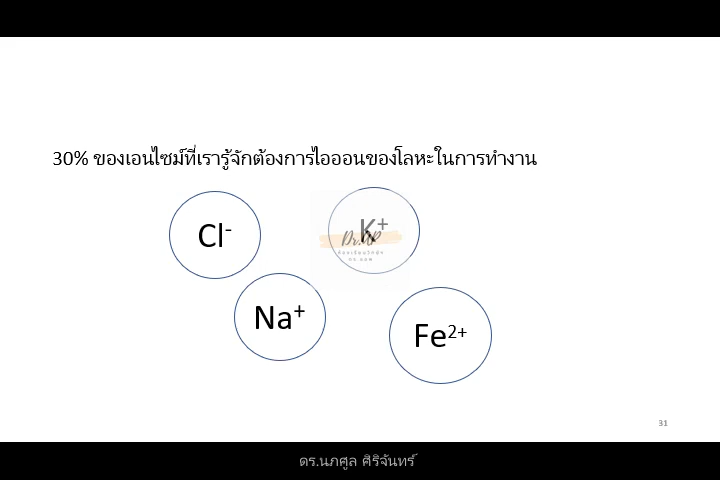 30% ของเอนไซม์ที่เรารู้จักต้องการไอออนของโลหะในการทำงาน
Cl⁻
K⁺
Na⁺
Fe²⁺
31
ดร.นภศูล ศิริจันทร์